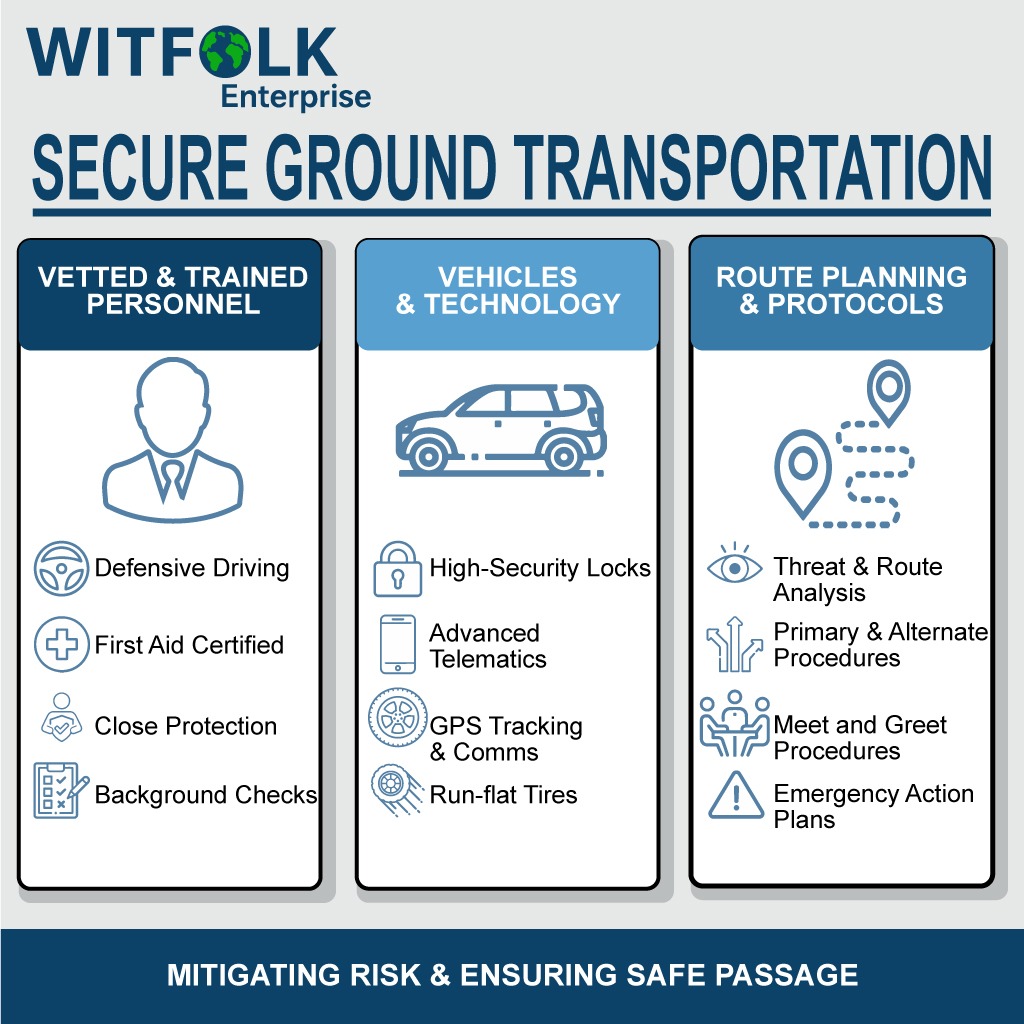 WITFOLK
Enterprise
SECURE GROUND TRANSPORTATION
VETTED & TRAINED
PERSONNEL
Defensive Driving
First Aid Certified
Close Protection
Background Checks
VEHICLES
& TECHNOLOGY
High-Security Locks
Advanced
Telematics
GPS Tracking
& Comms
Run-flat Tires
ROUTE PLANNING
& PROTOCOLS
Threat & Route
Analysis
Primary & Alternate
Procedures
Meet and Greet
Procedures
Emergency Action
Plans
MITIGATING RISK & ENSURING SAFE PASSAGE